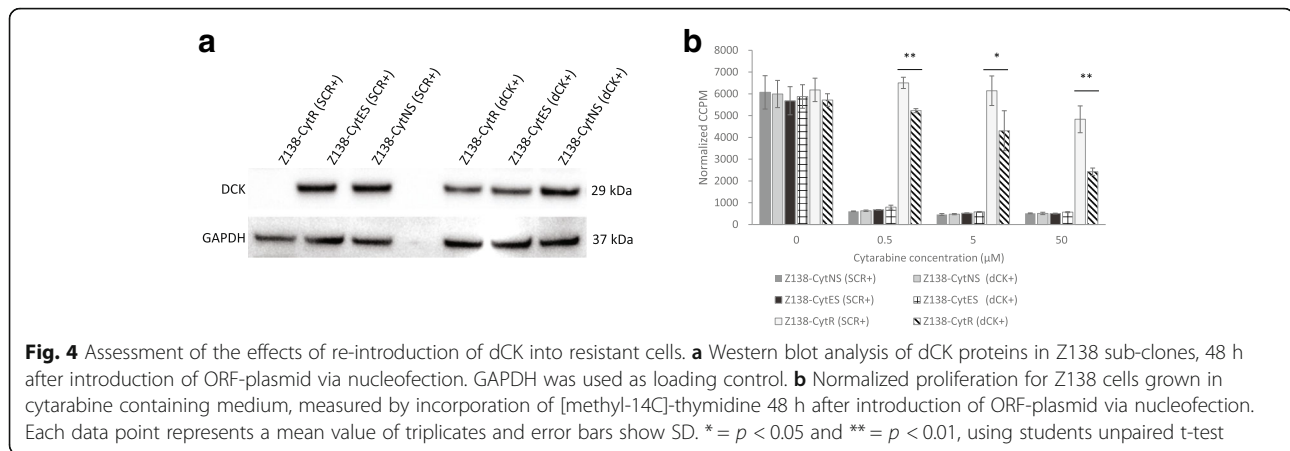 a
Z138-CytR (SCR+)
Z138-CytES (SCR+)
Z138-CytNS (SCR+)
Z138-CytR (dCK+)
Z138-CytES (dCK+)
Z138-CytNS (dCK+)
DCK
29 kDa
GAPDH
37 kDa
b
Normalized CCPM
8000
7000
6000
5000
4000
3000
2000
1000
0
** * **
0 0.5 5 50
Cytarabine concentration (µM)
Z138-CytNS (SCR+) Z138-CytNS (dCK+)
Z138-CytES (SCR+) Z138-CytES (dCK+)
Z138-CytR (SCR+) Z138-CytR (dCK+)
Fig. 4 Assessment of the effects of re-introduction of dCK into resistant cells. a Western blot analysis of dCK proteins in Z138 sub-clones, 48 h
after introduction of ORF-plasmid via nucleofection. GAPDH was used as loading control. b Normalized proliferation for Z138 cells grown in
cytarabine containing medium, measured by incorporation of [methyl-14C]-thymidine 48 h after introduction of ORF-plasmid via nucleofection.
Each data point represents a mean value of triplicates and error bars show SD. * = p < 0.05 and ** = p < 0.01, using students unpaired t-test